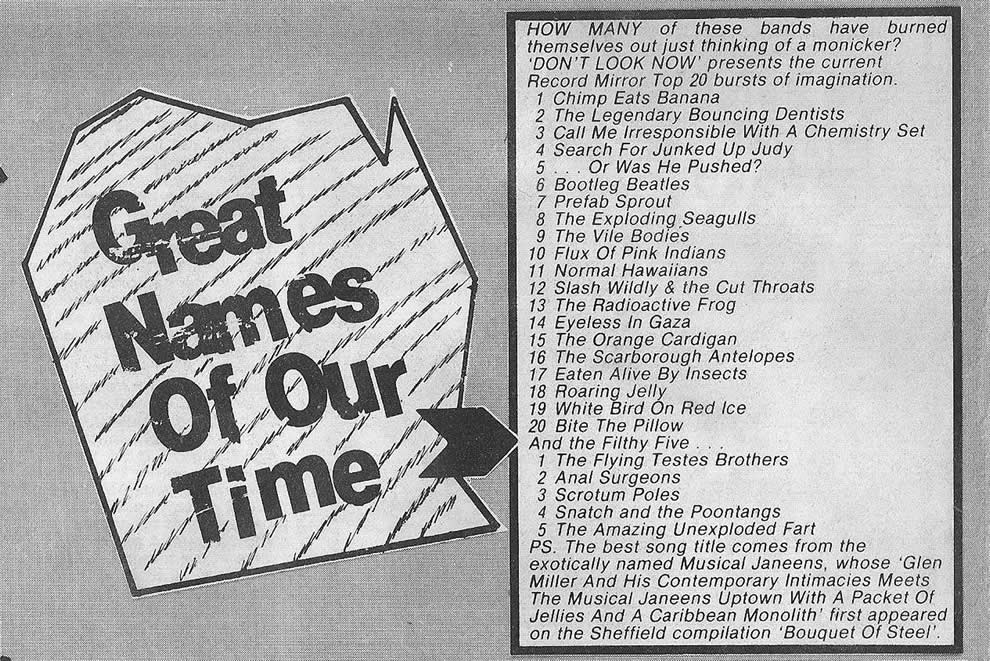 Great
Names
Of Our
Time
HOW MANY of these bands have burned
themselves out just thinking of a monicker?
'DON'T LOOK NOW' presents the current
Record Mirror Top 20 bursts of imagination.
1 Chimp Eats Banana
2 The Legendary Bouncing Dentists
3 Call Me Irresponsible With A Chemistry Set
4 Search For Junked Up Judy
5 . . . Or Was He Pushed?
6 Bootleg Beatles
7 Prefab Sprout
8 The Exploding Seagulls
9 The Vile Bodies
10 Flux Of Pink Indians
11 Normal Hawaiians
12 Slash Wildly & the Cut Throats
13 The Radioactive Frog
14 Eyeless In Gaza
15 The Orange Cardigan
16 The Scarborough Antelopes
17 Eaten Alive By Insects
18 Roaring Jelly
19 White Bird On Red Ice
20 Bite The Pillow
And the Filthy Five . . .
1 The Flying Testes Brothers
2 Anal Surgeons
3 Scrotum Poles
4 Snatch and the Poontangs
5 The Amazing Unexploded Fart
PS. The best song title comes from the
exotically named Musical Janeens, whose 'Glen
Miller And His Contemporary Intimacies Meets
The Musical Janeens Uptown With A Packet Of
Jellies And A Caribbean Monolith' first appeared
on the Sheffield compilation 'Bouquet Of Steel'.